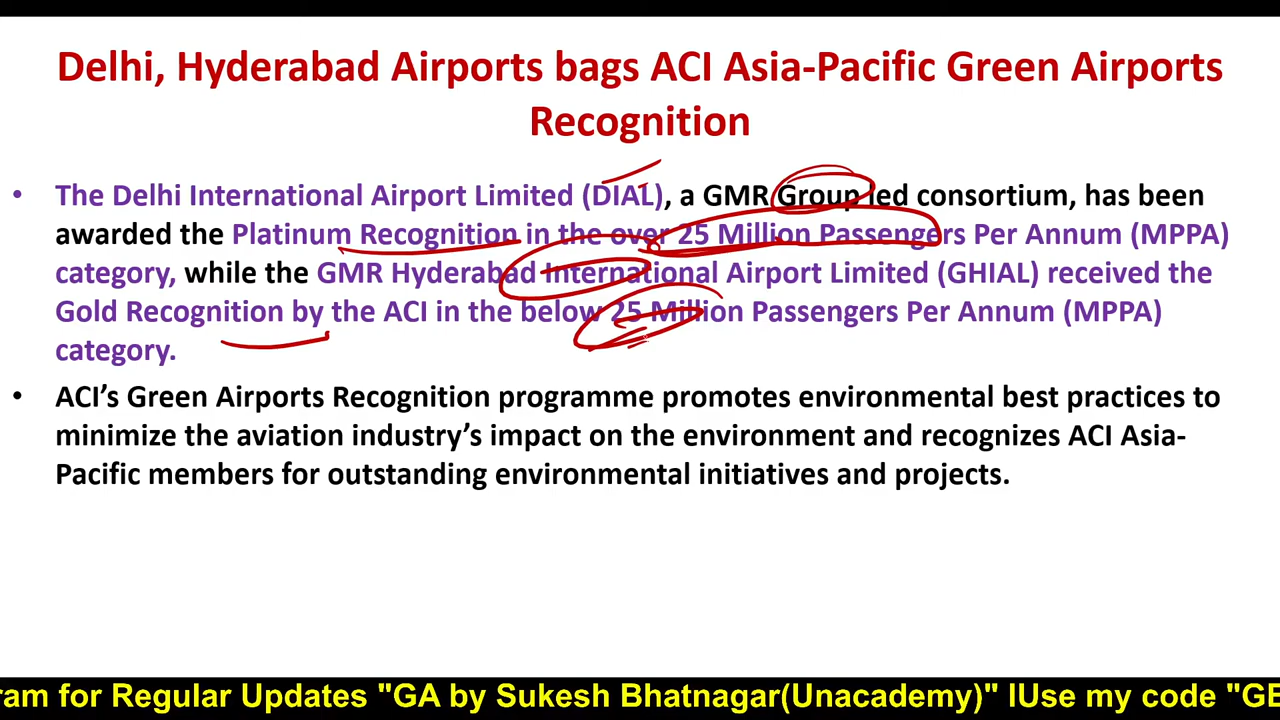 Delhi, Hyderabad Airports bags ACI Asia-Pacific Green Airports
Recognition
• The Delhi International Airport Limited (DIAL), a GMR Group led consortium, has been
awarded the Platinum Recognition in the over 25 Million Passengers Per Annum (MPPA)
category, while the GMR Hyderabad International Airport Limited (GHIAL) received the
Gold Recognition by the ACI in the below 25 Million Passengers Per Annum (MPPA)
category.
• ACI’s Green Airports Recognition programme promotes environmental best practices to
minimize the aviation industry’s impact on the environment and recognizes ACI Asia-
Pacific members for outstanding environmental initiatives and projects.
ram for Regular Updates "GA by Sukesh Bhatnagar(Unacademy)" IUse my code "GE